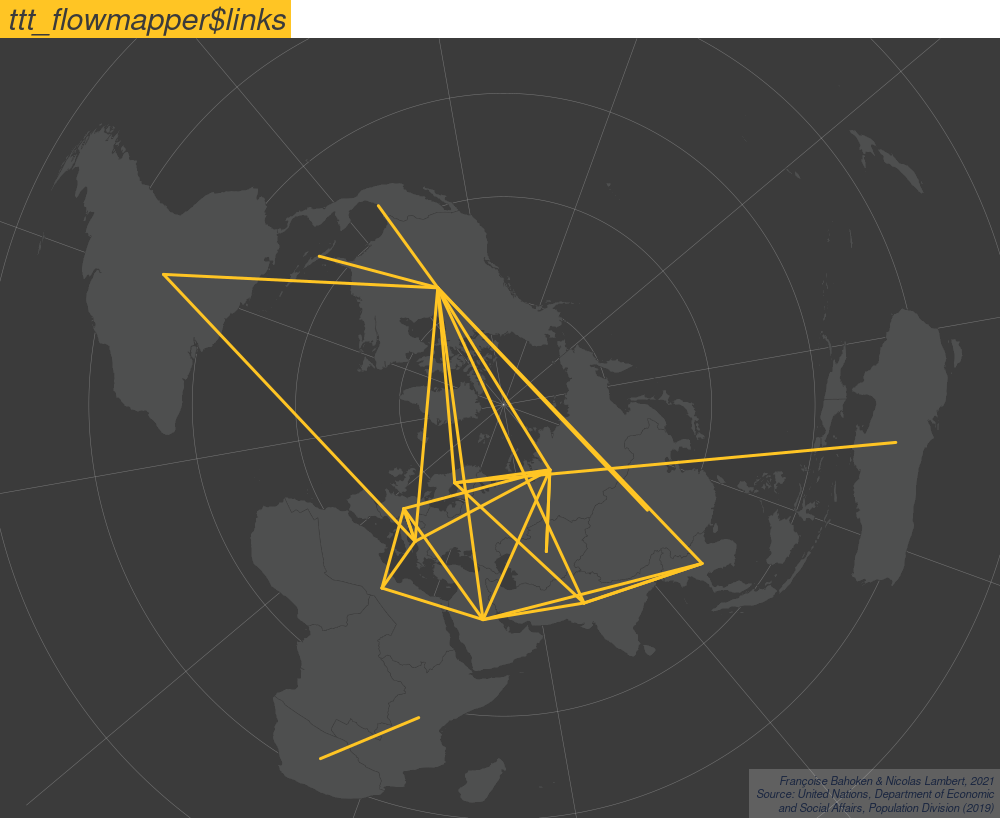 ttt_flowmapper$links
Françoise Bahoken & Nicolas Lambert, 2021
Source: United Nations, Department of Economic
and Social Affairs, Population Division (2019)